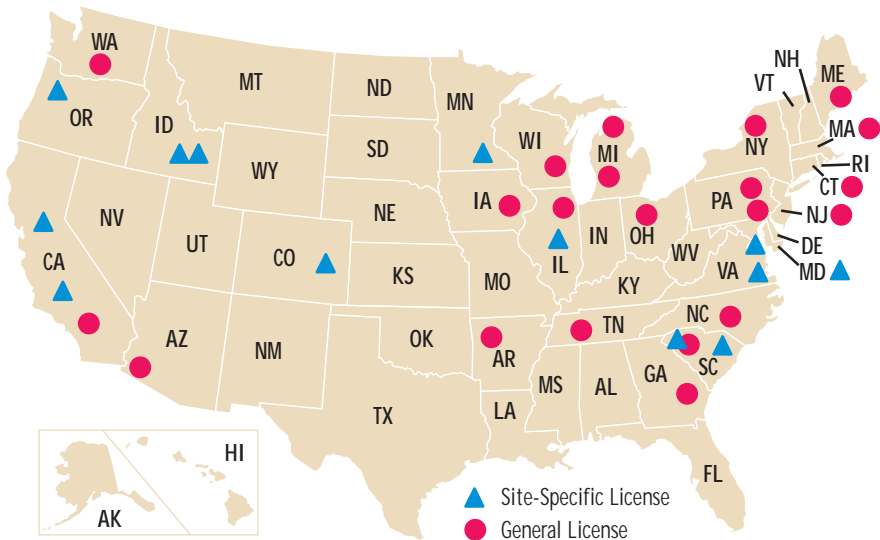 WA
MT
ND
MN
OR
ID
WY
SD
WI
MI
NH
VT
ME
NY
MA
RI
CT
NV
UT
CO
NE
IA
IL
IN
OH
PA
NJ
DE
MD
WV
VA
CA
KS
MO
KY
AZ
NM
OK
AR
TN
NC
SC
TX
LA
MS
AL
GA
FL
HI
AK
Site-Specific License
General License